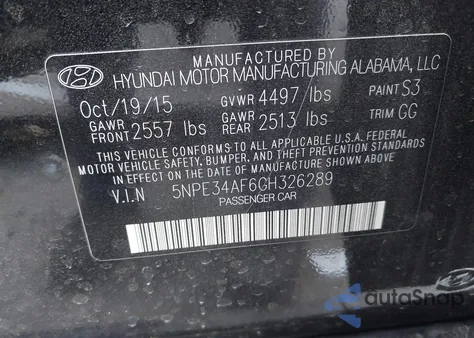 MANUFACTURED BY
HYUNDAI MOTOR MANUFACTURING ALABAMA, LLC
Oct/19/15 GVWR 4497/lbs PAINT S3
GAWR FRONT 2557 lbs GAWR REAR 2513 lbs TRIM GG
THIS VEHICLE CONFORMS TO ALL APPLICABLE U.S.A. FEDERAL
MOTOR VEHICLE SAFETY, BUMPER, AND THEFT PREVENTION STANDARDS
IN EFFECT ON THE DATE OF MANUFACTURE SHOWN ABOVE.
V.I.N 5NPE34AF6GH326289
PASSENGER CAR
autoSnap